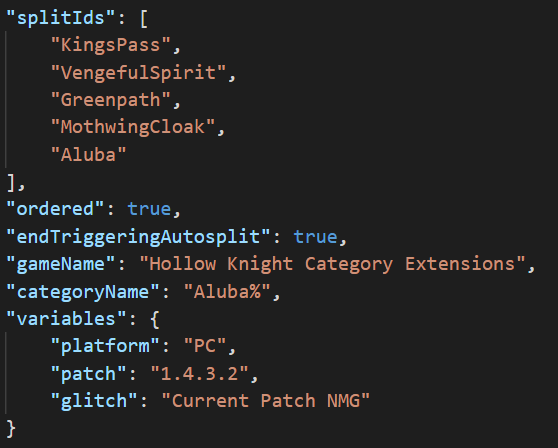 "splitIds": [
    "KingsPass",
    "VengefulSpirit",
    "Greenpath",
    "MothwingCloak",
    "Aluba"
],
"ordered": true,
"endTriggeringAutosplit": true,
"gameName": "Hollow Knight Category Extensions",
"categoryName": "Aluba%",
"variables": {
    "platform": "PC",
    "patch": "1.4.3.2",
    "glitch": "Current Patch NMG"
}